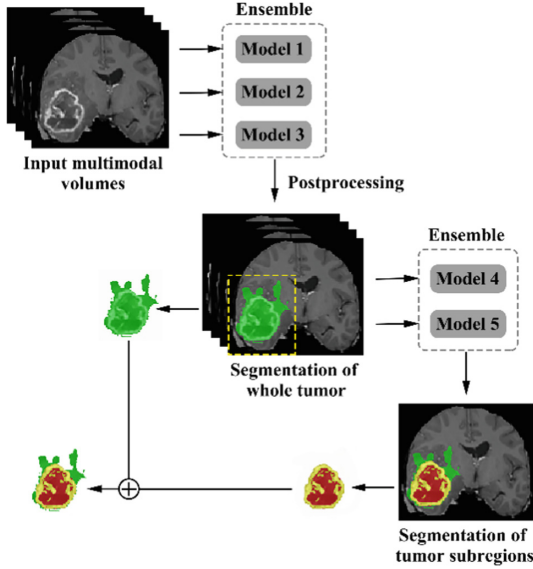 Ensemble
Model 1
Model 2
Model 3
Input multimodal
volumes
Postprocessing
Ensemble
Model 4
Model 5
Segmentation of
whole tumor
Segmentation of
tumor subregions